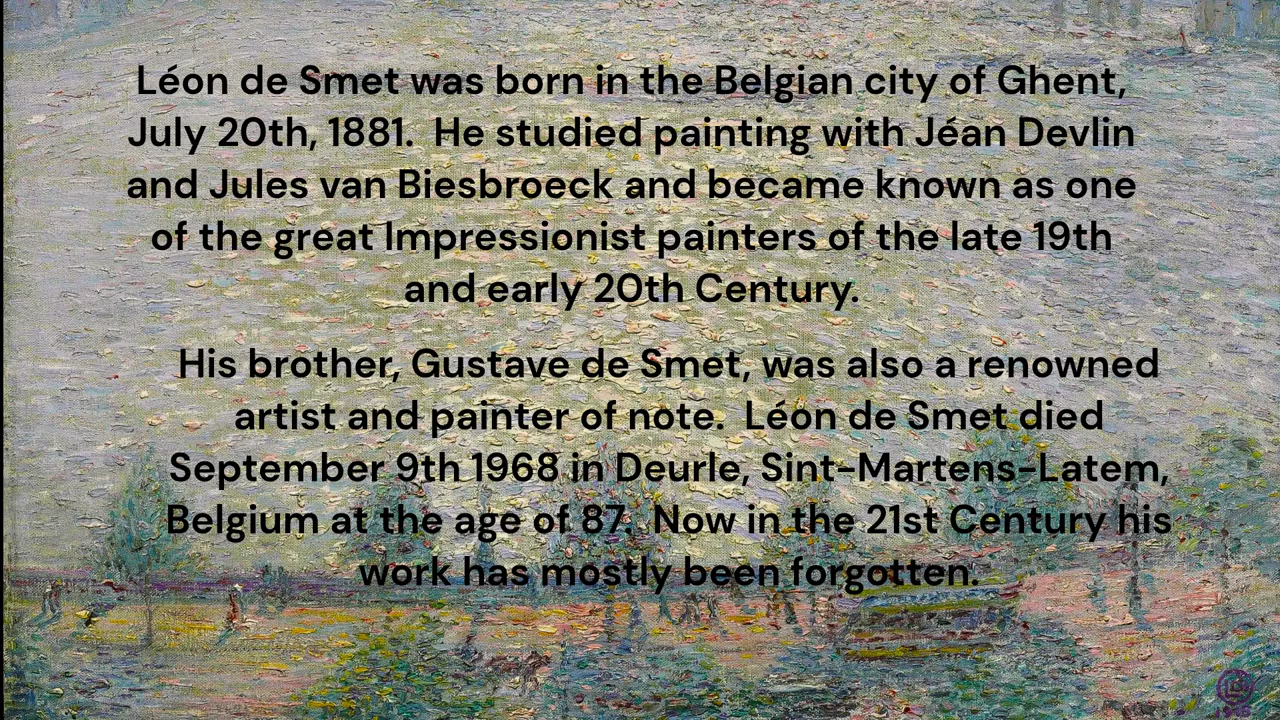 Léon de Smet was born in the Belgian city of Ghent,
July 20th, 1881.  He studied painting with Jéan Devlin
and Jules van Biesbroeck and became known as one
of the great Impressionist painters of the late 19th
and early 20th Century.
His brother, Gustave de Smet, was also a renowned
artist and painter of note.  Léon de Smet died
September 9th 1968 in Deurle, Sint-Martens-Latem,
Belgium at the age of 87.  Now in the 21st Century his
work has mostly been forgotten.